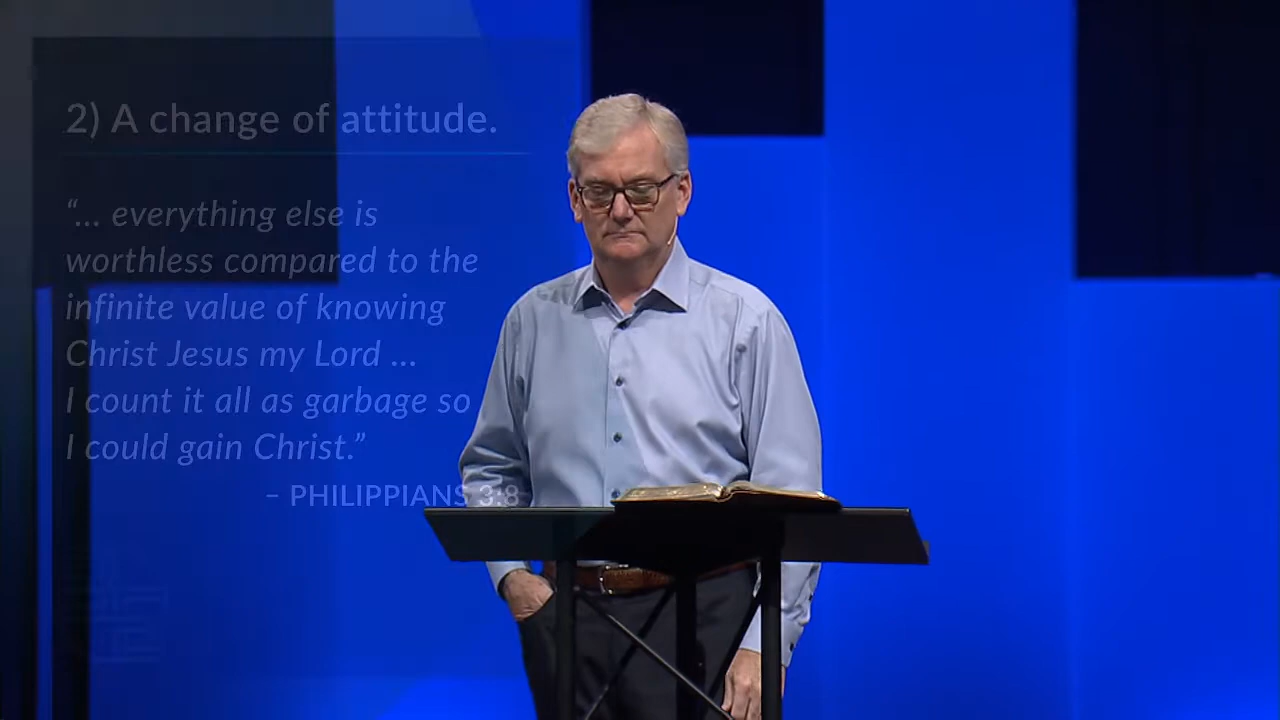 2) A change of attitude.
“... everything else is
worthless compared to the
infinite value of knowing
Christ Jesus my Lord ...
I count it all as garbage so
I could gain Christ.”
– PHILIPPIANS 3:8